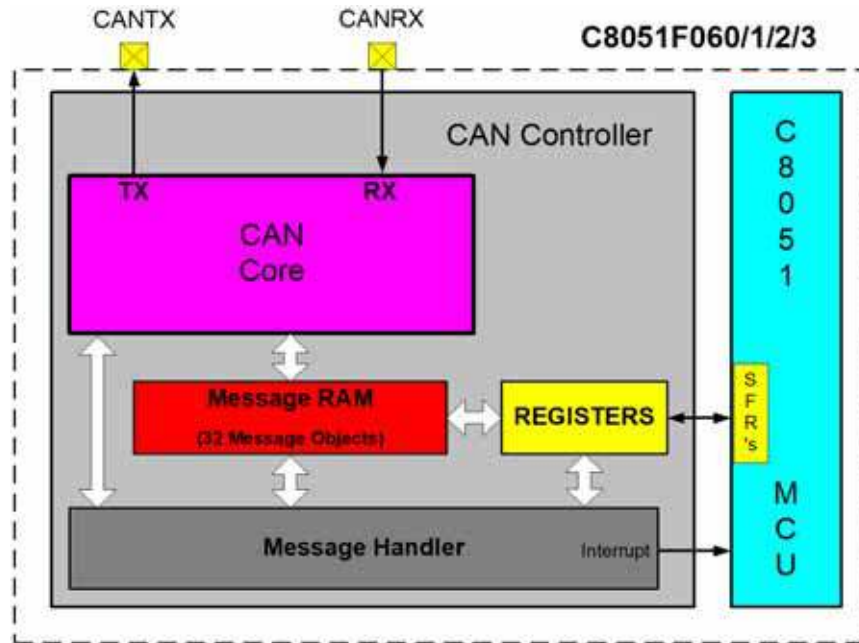 CANTX
CANRX
C8051F060/1/2/3
CAN Controller
C
8
0
5
1
TX
RX
CAN
Core
Message RAM
(32 Message Objects)
REGISTERS
S
F
R
's
Message Handler
Interrupt
M
C
U